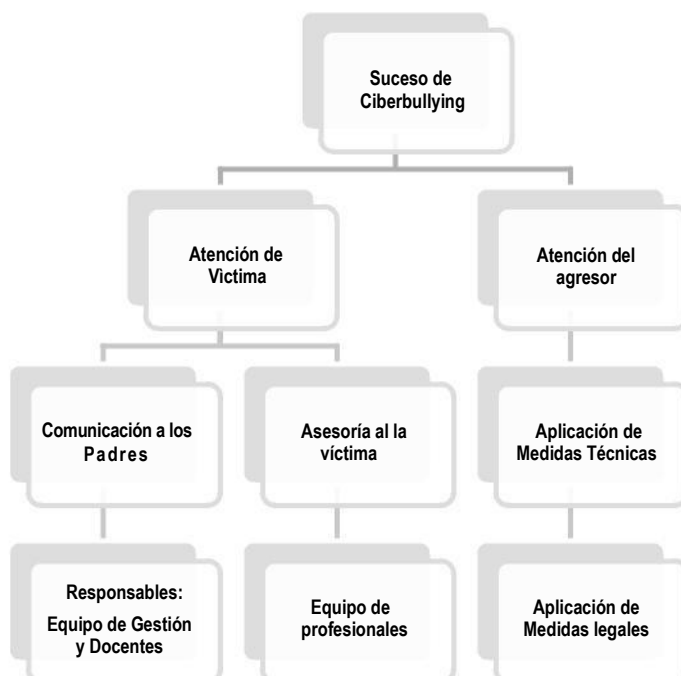 Suceso de
Ciberbullying
Atención de
Vìctima
Atención del
agresor
Comunicación a los
Padres
Asesoría al la
víctima
Aplicación de
Medidas Técnicas
Responsables:
Equipo de Gestión
y Docentes
Equipo de
profesionales
Aplicación de
Medidas legales